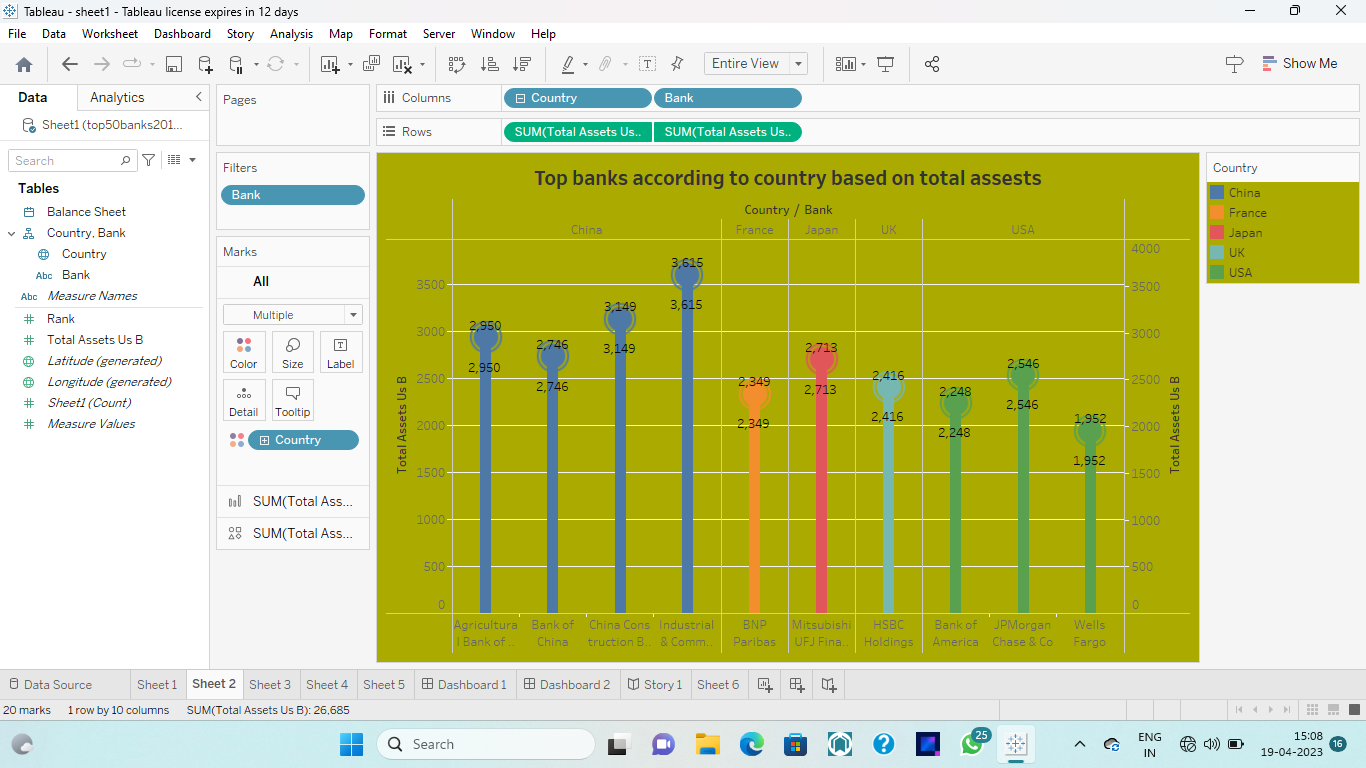 Tableau - sheet1 - Tableau license expires in 12 days
File Data Worksheet Dashboard Story Analysis Map Format Server Window Help
Entire View
Show Me
Data Analytics
Sheet1 (top50banks201...
Search
Tables
Balance Sheet
Country, Bank
Country
Abc Bank
Abc Measure Names
Rank
Total Assets Us B
Latitude (generated)
Longitude (generated)
Sheet1 (Count)
Measure Values
Pages
Filters
Bank
Marks
All
Multiple
Color Size Label
Detail Tooltip
Country
SUM(Total Ass...
SUM(Total Ass...
Columns Country Bank
Rows SUM(Total Assets Us.. SUM(Total Assets Us..
Top banks according to country based on total assests
Country / Bank
China France Japan UK USA
Total Assets Us B
3500
3000
2500
2000
1500
1000
500
0
2,950
2,950
2,746
2,746
3,149
3,149
3,615
3,615
2,349
2,349
2,713
2,713
2,416
2,416
2,248
2,248
2,546
2,546
1,952
1,952
4000
3500
3000
2500
2000
1500
1000
500
0
Total Assets Us B
Agricultura Bank of China Cons Industrial BNP Mitsubishi HSBC Bank of JPMorgan Wells
l Bank of .. China truction B.. & Comm.. Paribas UFJ Fina.. Holdings America Chase & Co Fargo
Country
China
France
Japan
UK
USA
Data Source Sheet 1 Sheet 2 Sheet 3 Sheet 4 Sheet 5 Dashboard 1 Dashboard 2 Story 1 Sheet 6
20 marks 1 row by 10 columns SUM(Total Assets Us B): 26,685
Search
25
ENG
IN
15:08
19-04-2023
16